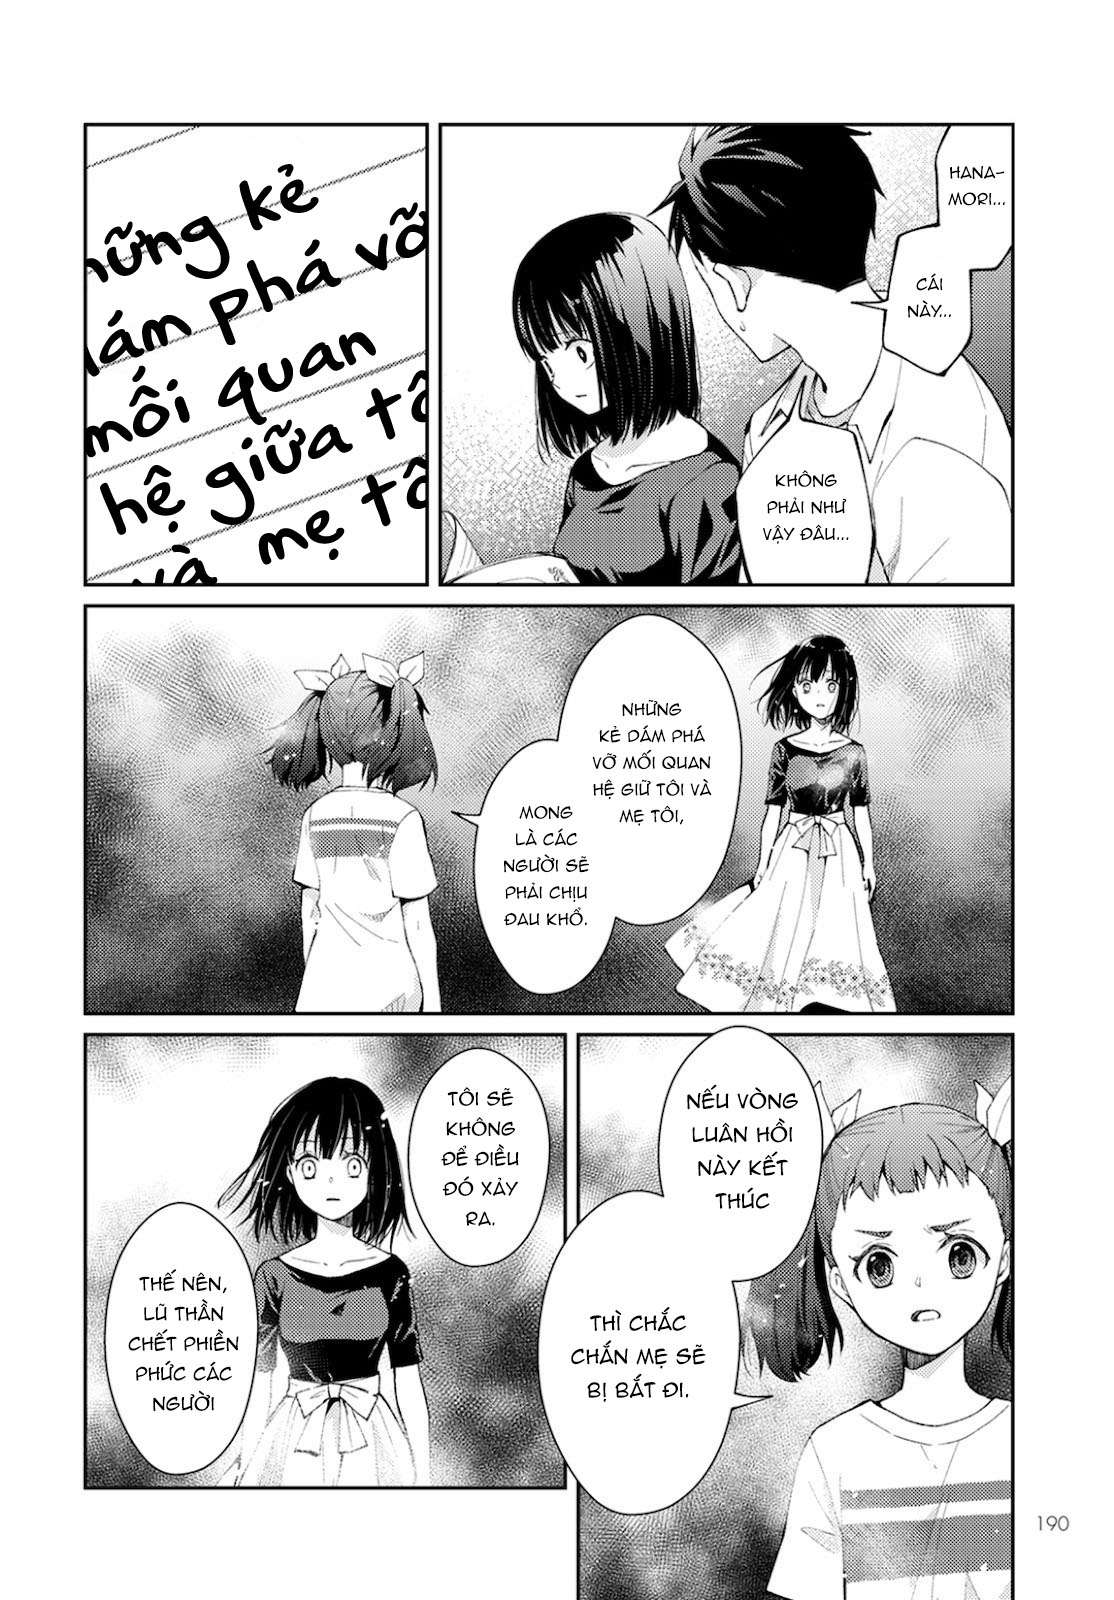 HANA-
MORI...
CÁI
NÀY...
KHÔNG
PHẢI NHƯ
VẬY ĐÂU...
hững kẻ
dám phá vỡ
mối quan
hệ giữa tô
và mẹ tô
NHỮNG
KẺ DÁM PHÁ
VỠ MỐI QUAN
HỆ GIỮ TÔI VÀ
MẸ TÔI,
MONG
LÀ CÁC
NGƯỜI SẼ
PHẢI CHỊU
ĐAU KHỔ.
NẾU VÒNG
LUÂN HỒI
NÀY KẾT
THÚC
THÌ CHẮC
CHẮN MẸ SẼ
BỊ BẮT ĐI.
TÔI SẼ
KHÔNG
ĐỂ ĐIỀU
ĐÓ XẢY
RA.
THẾ NÊN,
LŨ THẦN
CHẾT PHIỀN
PHỨC CÁC
NGƯỜI
190